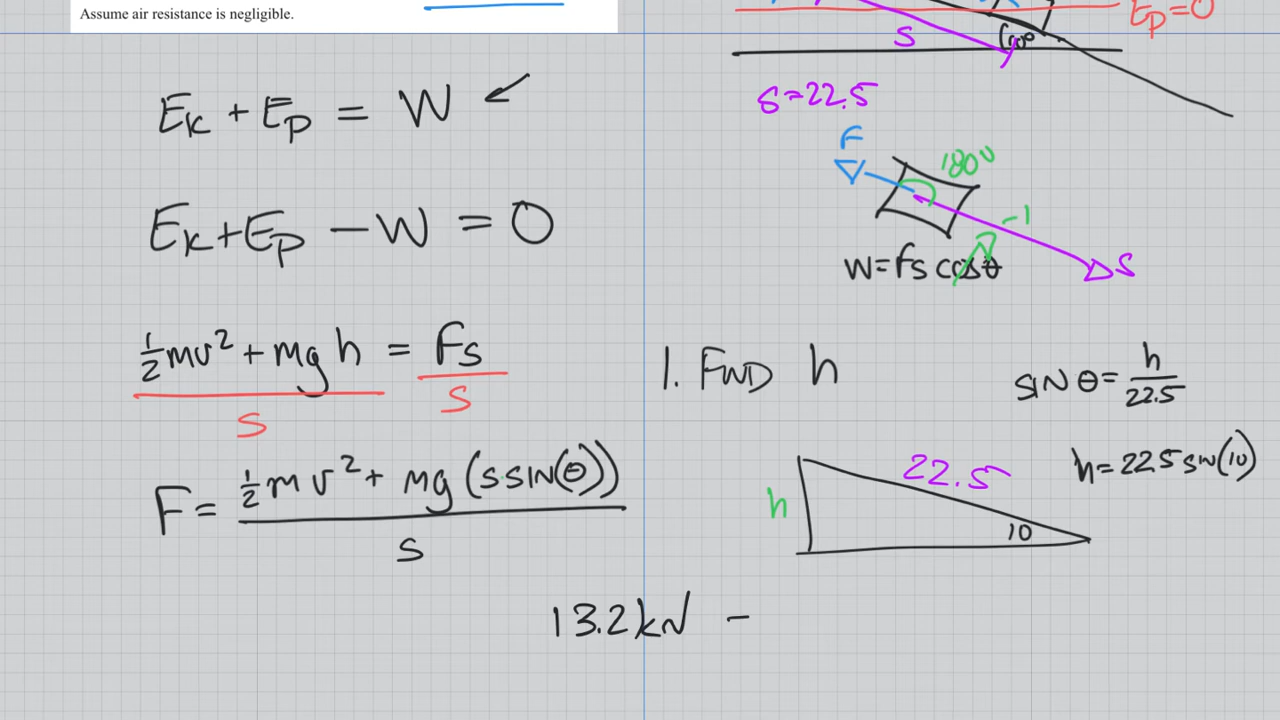 Assume air resistance is negligible.
Ep=0
S
10°
S=22.5
Ek + Ep = W
F
180°
-1
S
W=Fs cosθ
Ek+Ep - W = 0
½mv² + mgh = Fs
S S
1. FIND h
SIN θ = h/22.5
h=22.5 sin(10)
F = ½mv² + mg(s·SIN(θ))
S
22.5
h
10
13.2kN -